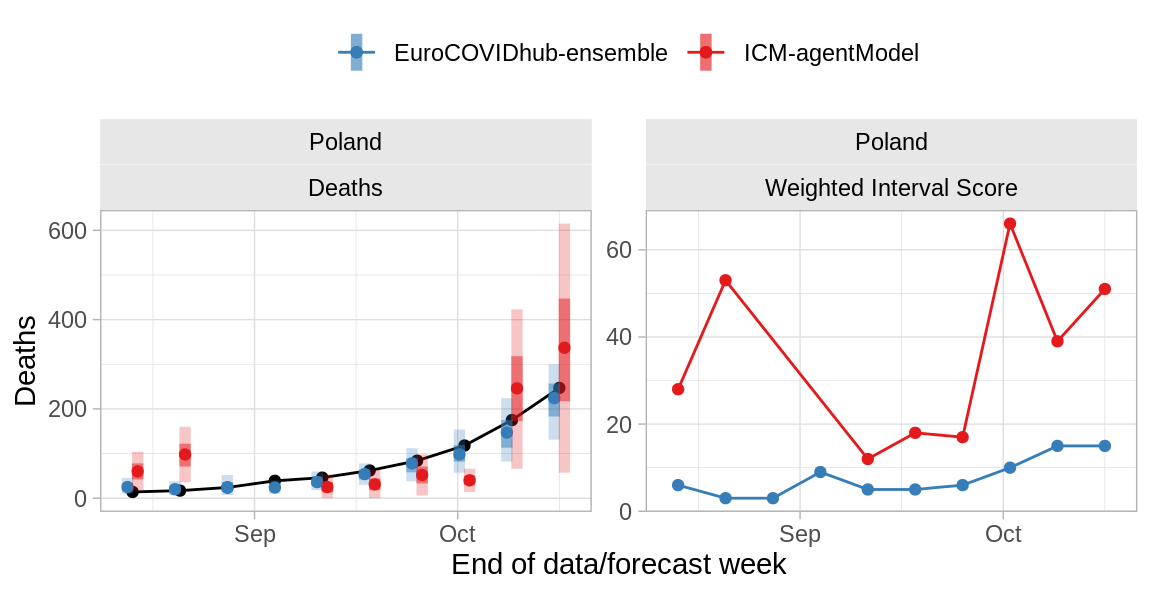 EuroCOVIDhub-ensemble ICM-agentModel
Poland
Deaths
Deaths
600
400
200
0
Sep Oct
Poland
Weighted Interval Score
60
40
20
0
Sep Oct
End of data/forecast week